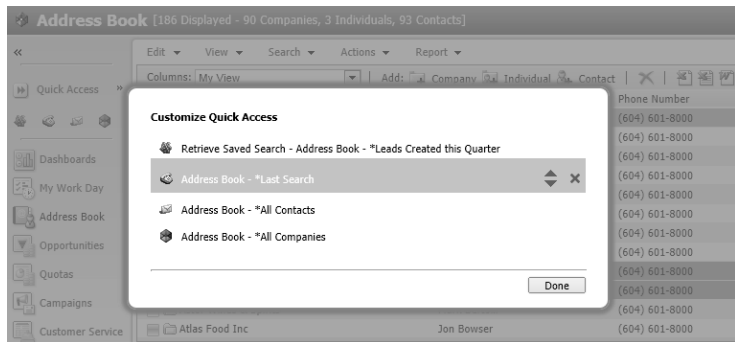 Address Book [186 Displayed - 90 Companies, 3 Individuals, 93 Contacts]
«
Edit View Search Actions Report
Columns: My View Add: Company Individual Contact
Quick Access »
Phone Number
Customize Quick Access
Retrieve Saved Search - Address Book - *Leads Created this Quarter
Address Book - *Last Search
Address Book - *All Contacts
Address Book - *All Companies
Done
Dashboards
My Work Day
Address Book
Opportunities
Quotas
Campaigns
Customer Service
(604) 601-8000
(604) 601-8000
(604) 601-8000
(604) 601-8000
(604) 601-8000
(604) 601-8000
(604) 601-8000
(604) 601-8000
(604) 601-8000
(604) 601-8000
(604) 601-8000
Atlas Food Inc Jon Bowser (604) 601-8000